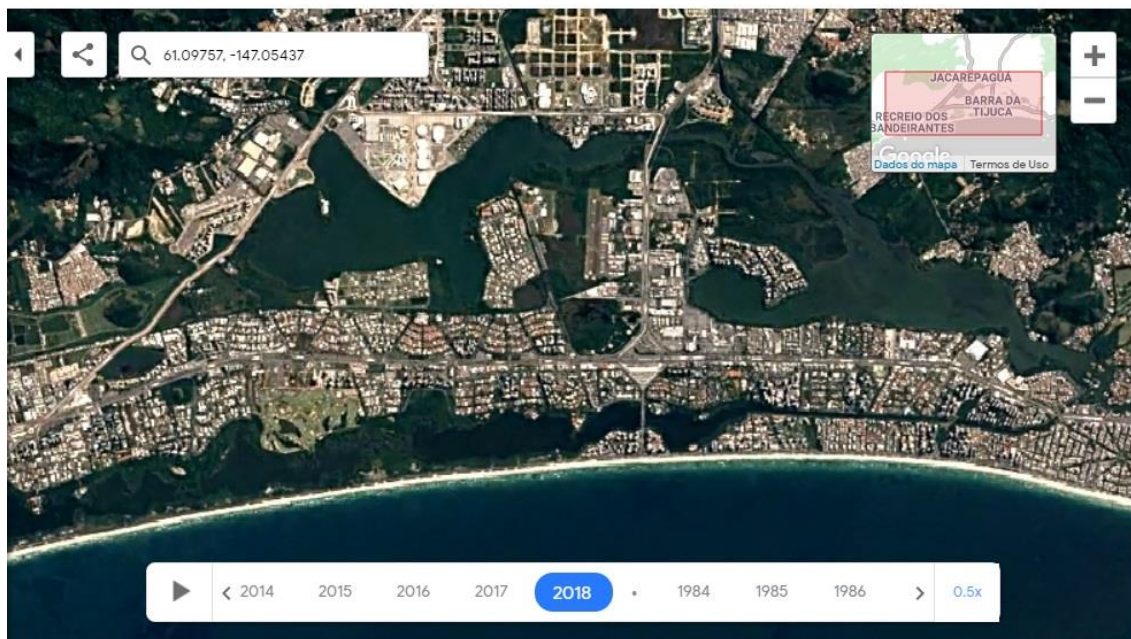 61.09757, -147.05437
JACAREPAGUÁ
BARRA DA
TIJUCA
RECREIO DOS
BANDEIRANTES
Google
Dados do mapa Termos de Uso
2014 2015 2016 2017 2018 1984 1985 1986 0.5x